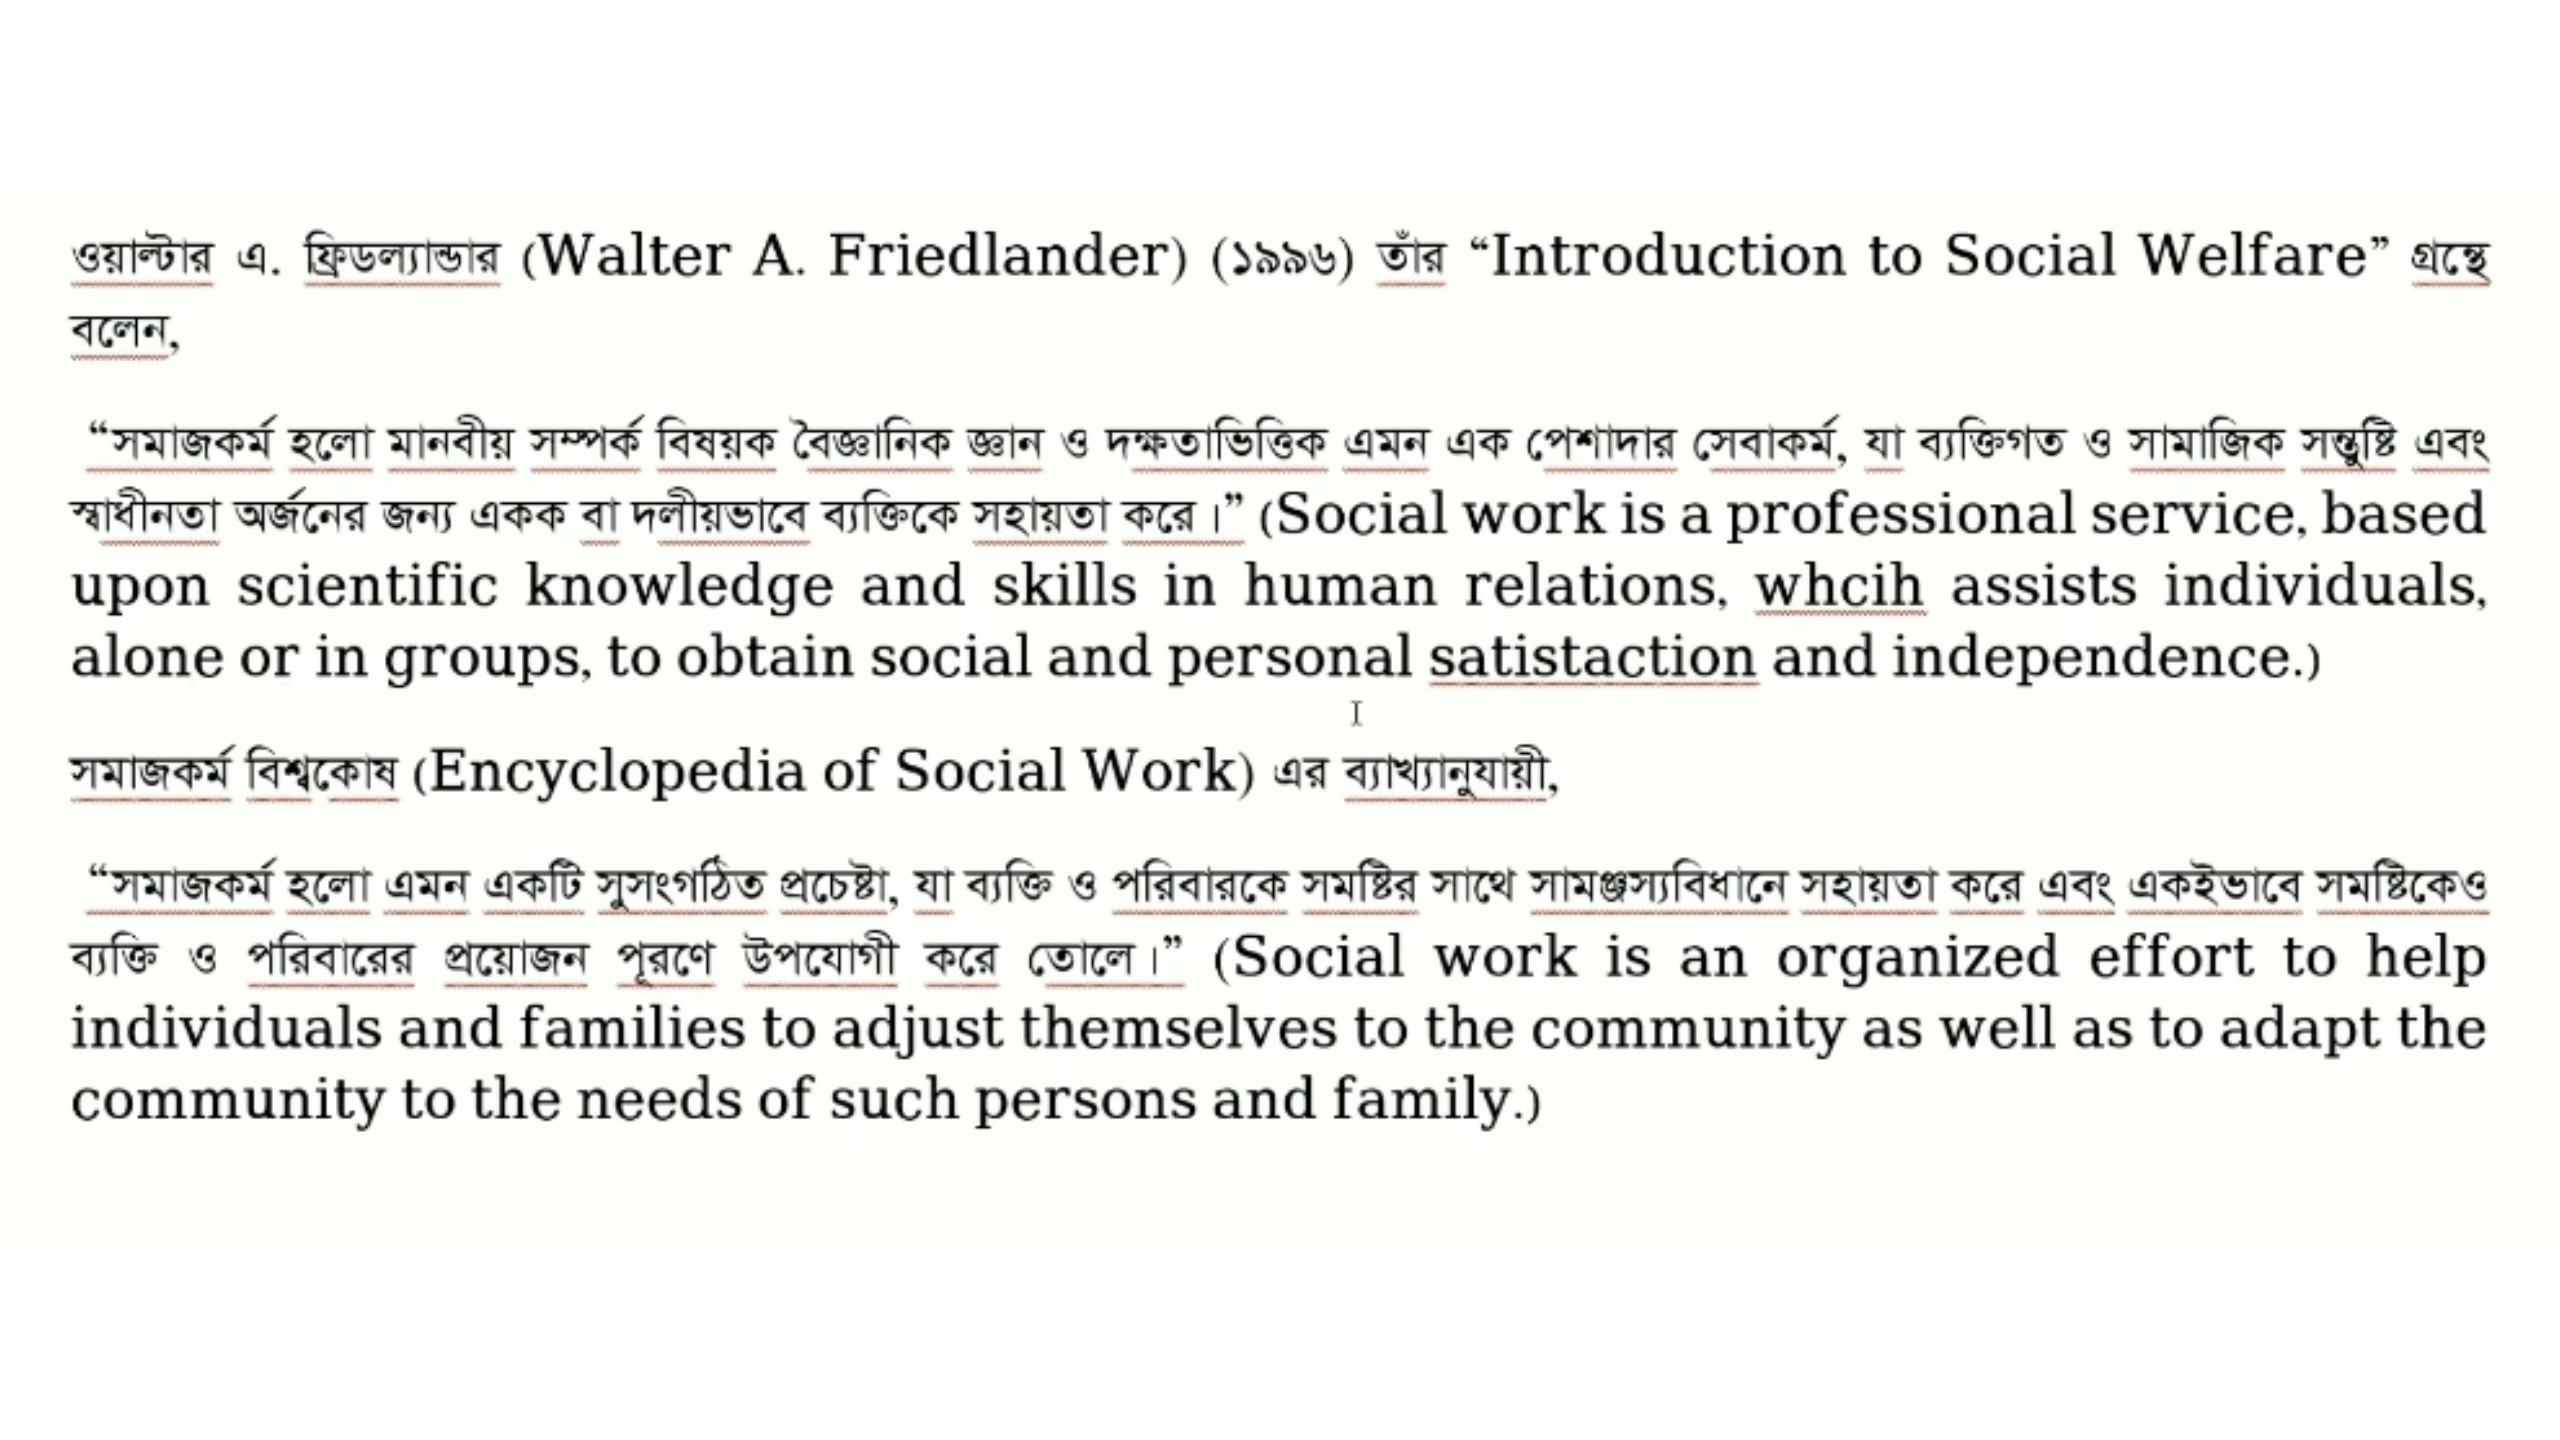 ওয়াল্টার এ. ফ্রিডল্যান্ডার (Walter A. Friedlander) (১৯৯৬) তাঁর “Introduction to Social Welfare” গ্রন্থে
বলেন,
“সমাজকর্ম হলো মানবীয় সম্পর্ক বিষয়ক বৈজ্ঞানিক জ্ঞান ও দক্ষতাভিত্তিক এমন এক পেশাদার সেবাকর্ম, যা ব্যক্তিগত ও সামাজিক সন্তুষ্টি এবং
স্বাধীনতা অর্জনের জন্য একক বা দলীয়ভাবে ব্যক্তিকে সহায়তা করে।” (Social work is a professional service, based
upon scientific knowledge and skills in human relations, whcih assists individuals,
alone or in groups, to obtain social and personal satistaction and independence.)
সমাজকর্ম বিশ্বকোষ (Encyclopedia of Social Work) এর ব্যাখ্যানুযায়ী,
“সমাজকর্ম হলো এমন একটি সুসংগঠিত প্রচেষ্টা, যা ব্যক্তি ও পরিবারকে সমষ্টির সাথে সামঞ্জস্যবিধানে সহায়তা করে এবং একইভাবে সমষ্টিকেও
ব্যক্তি ও পরিবারের প্রয়োজন পূরণে উপযোগী করে তোলে।” (Social work is an organized effort to help
individuals and families to adjust themselves to the community as well as to adapt the
community to the needs of such persons and family.)